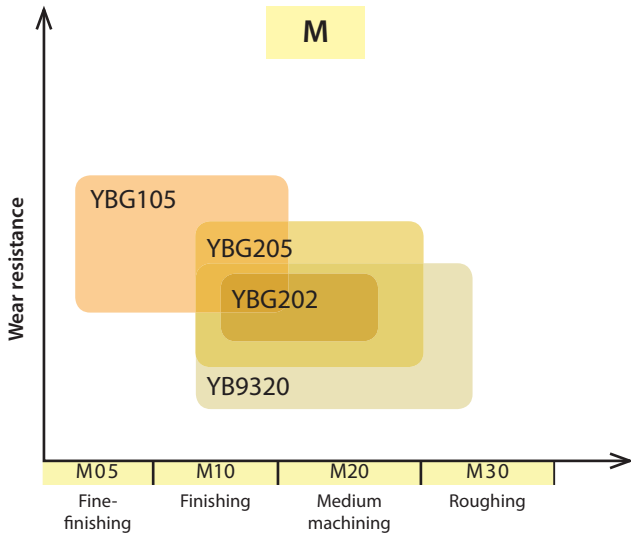 M
Wear resistance
YBG105
YBG205
YBG202
YB9320
M05 M10 M20 M30
Fine-
finishing
Finishing
Medium
machining
Roughing